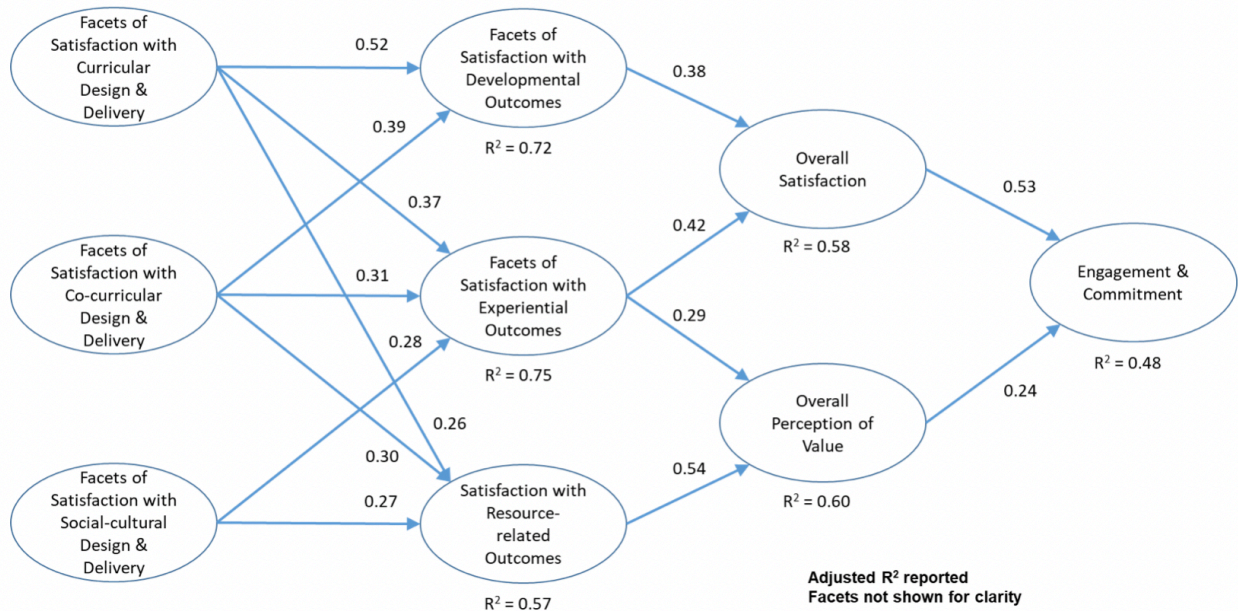 Facets of
Satisfaction with
Curricular
Design &
Delivery
Facets of
Satisfaction with
Co-curricular
Design &
Delivery
Facets of
Satisfaction with
Social-cultural
Design &
Delivery
0.52
0.39
0.37
0.31
0.28
0.26
0.30
0.27
Facets of
Satisfaction with
Developmental
Outcomes
R² = 0.72
Facets of
Satisfaction with
Experiential
Outcomes
R² = 0.75
Satisfaction with
Resource-
related
Outcomes
R² = 0.57
0.38
0.42
0.29
0.54
Overall
Satisfaction
R² = 0.58
Overall
Perception of
Value
R² = 0.60
0.53
0.24
Engagement &
Commitment
R² = 0.48
Adjusted R² reported
Facets not shown for clarity